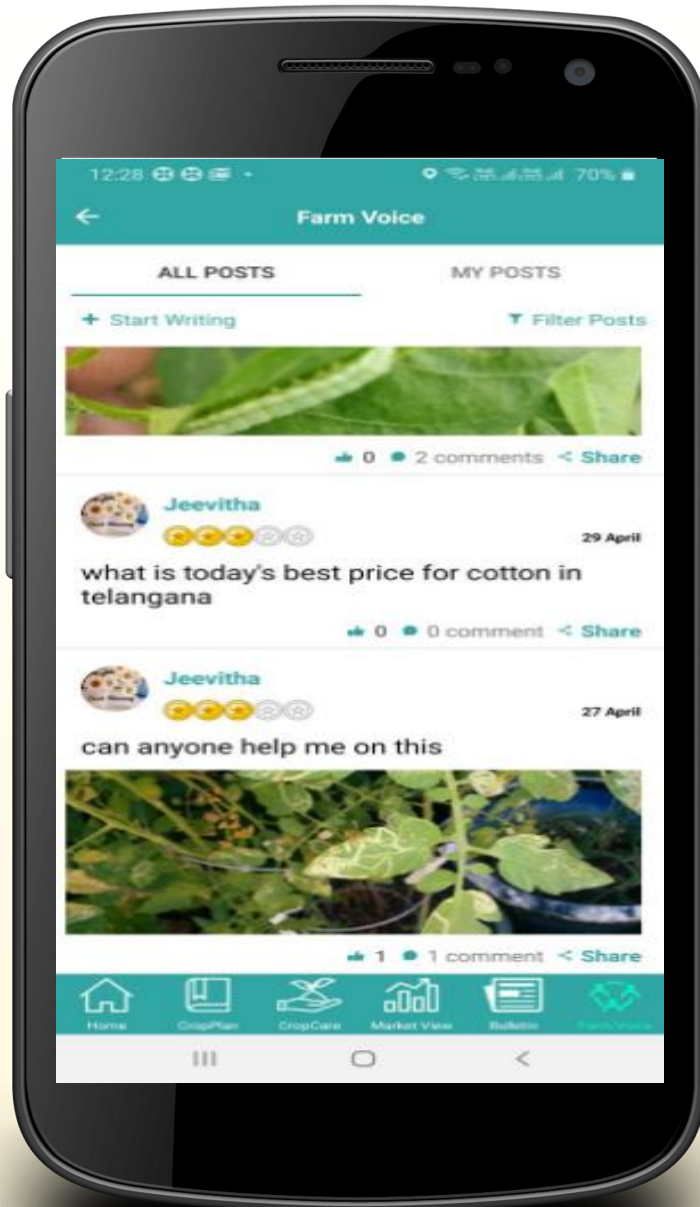 12:28 70%
Farm Voice
ALL POSTS MY POSTS
+ Start Writing Filter Posts
0 2 comments Share
Jeevitha
29 April
what is today's best price for cotton in
telangana
0 0 comment Share
Jeevitha
27 April
can anyone help me on this
1 1 comment Share
Home CropPlan CropCare Market View Bulletin Farm Voice